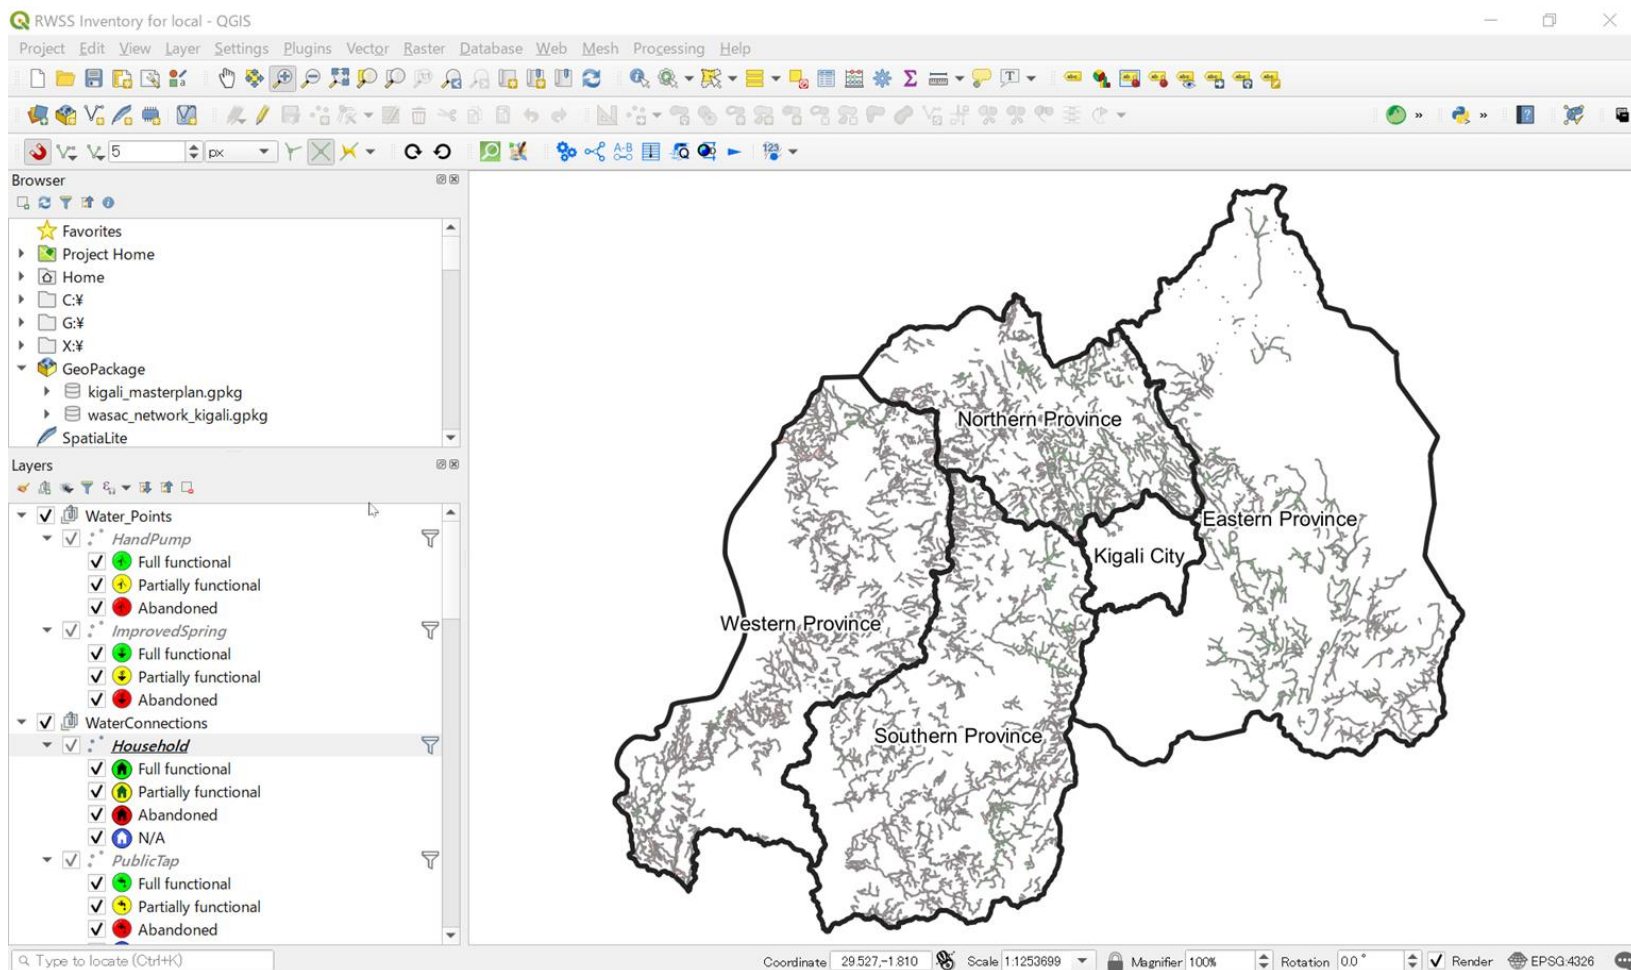 RWSS Inventory for local - QGIS
Project Edit View Layer Settings Plugins Vector Raster Database Web Mesh Processing Help
5 px
A-B
123
Browser
Favorites
Project Home
Home
C:¥
G:¥
X:¥
GeoPackage
kigali_masterplan.gpkg
wasac_network_kigali.gpkg
SpatiaLite
Layers
Water_Points
HandPump
Full functional
Partially functional
Abandoned
ImprovedSpring
Full functional
Partially functional
Abandoned
WaterConnections
Household
Full functional
Partially functional
Abandoned
N/A
PublicTap
Full functional
Partially functional
Abandoned
Northern Province
Eastern Province
Kigali City
Western Province
Southern Province
Type to locate (Ctrl+K)
Coordinate 29.527,-1.810 Scale 1:1253699 Magnifier 100% Rotation 0.0 ° Render EPSG:4326